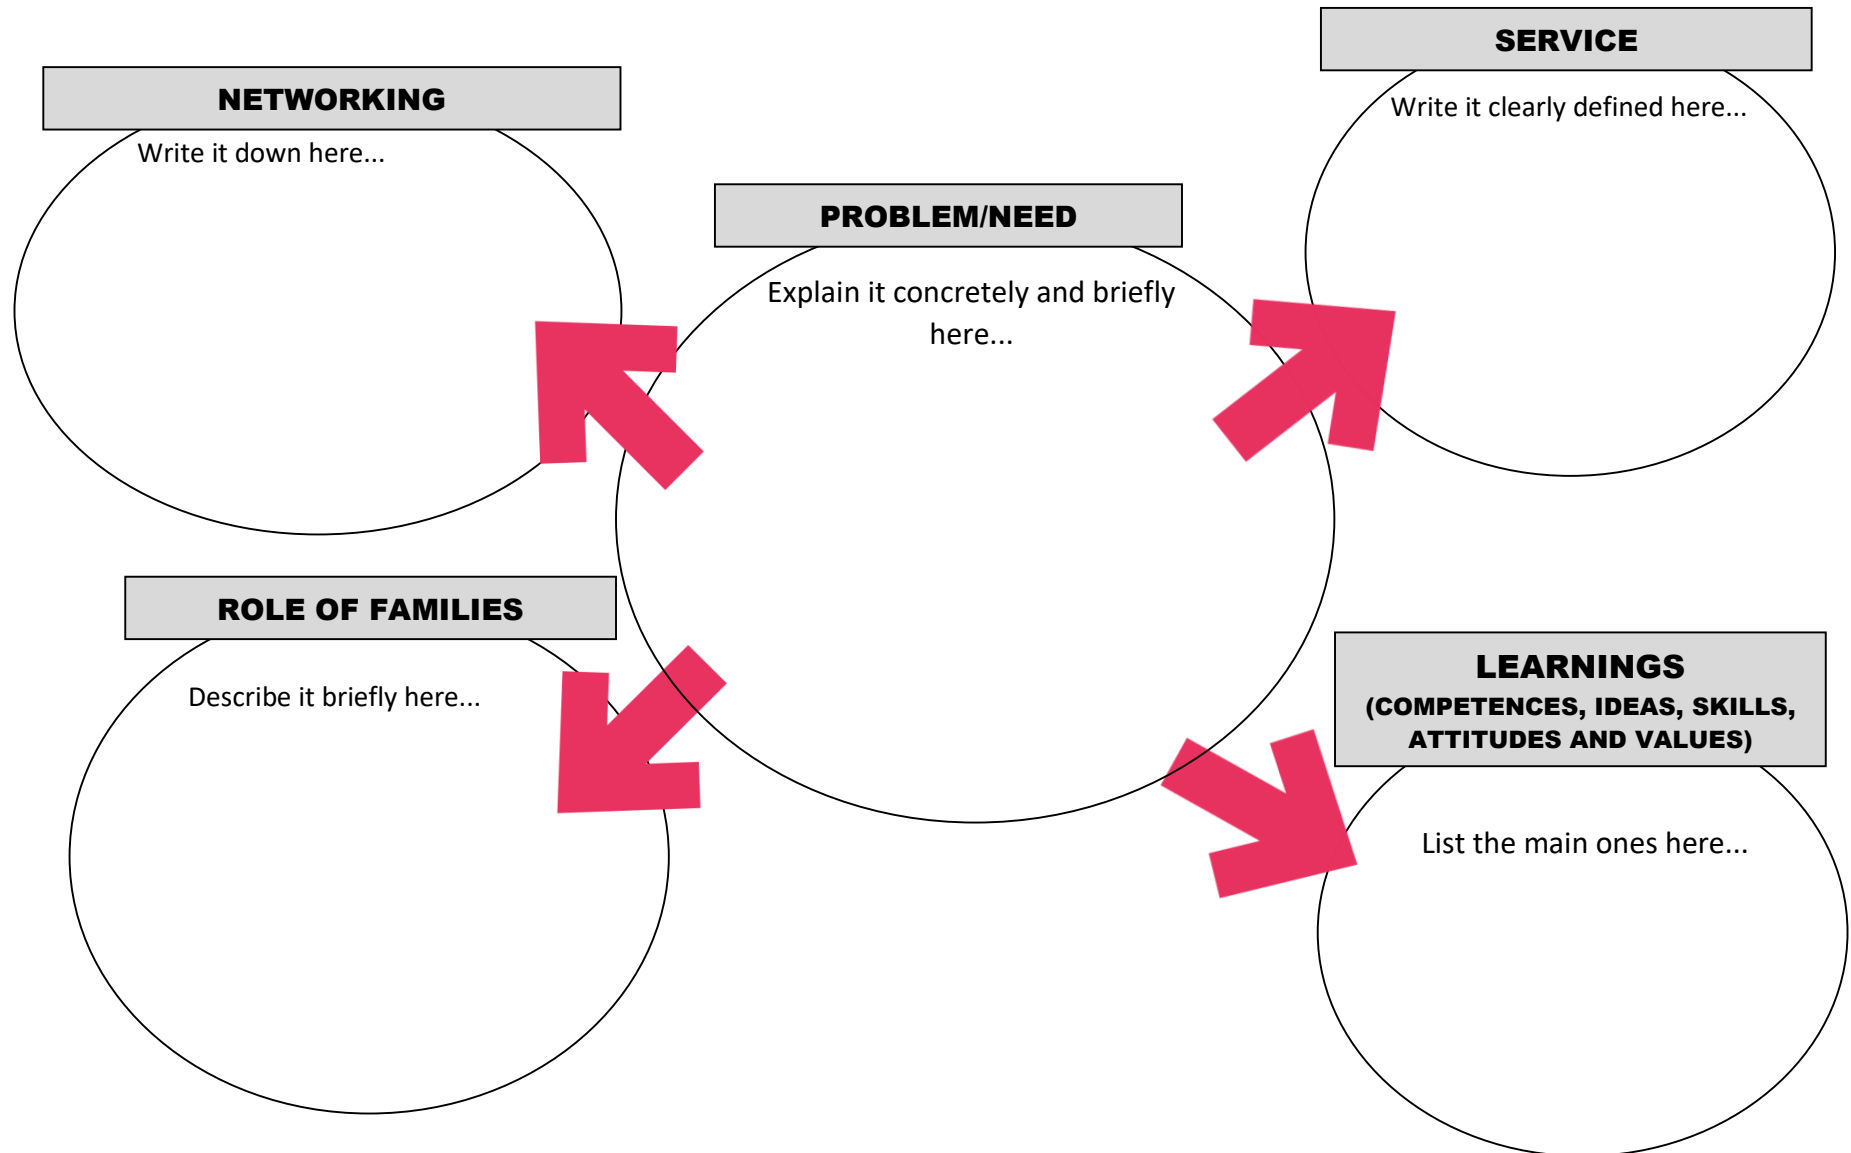 SERVICE
Write it clearly defined here...
NETWORKING
Write it down here...
PROBLEM/NEED
Explain it concretely and briefly
here...
ROLE OF FAMILIES
Describe it briefly here...
LEARNINGS
(COMPETENCES, IDEAS, SKILLS,
ATTITUDES AND VALUES)
List the main ones here...